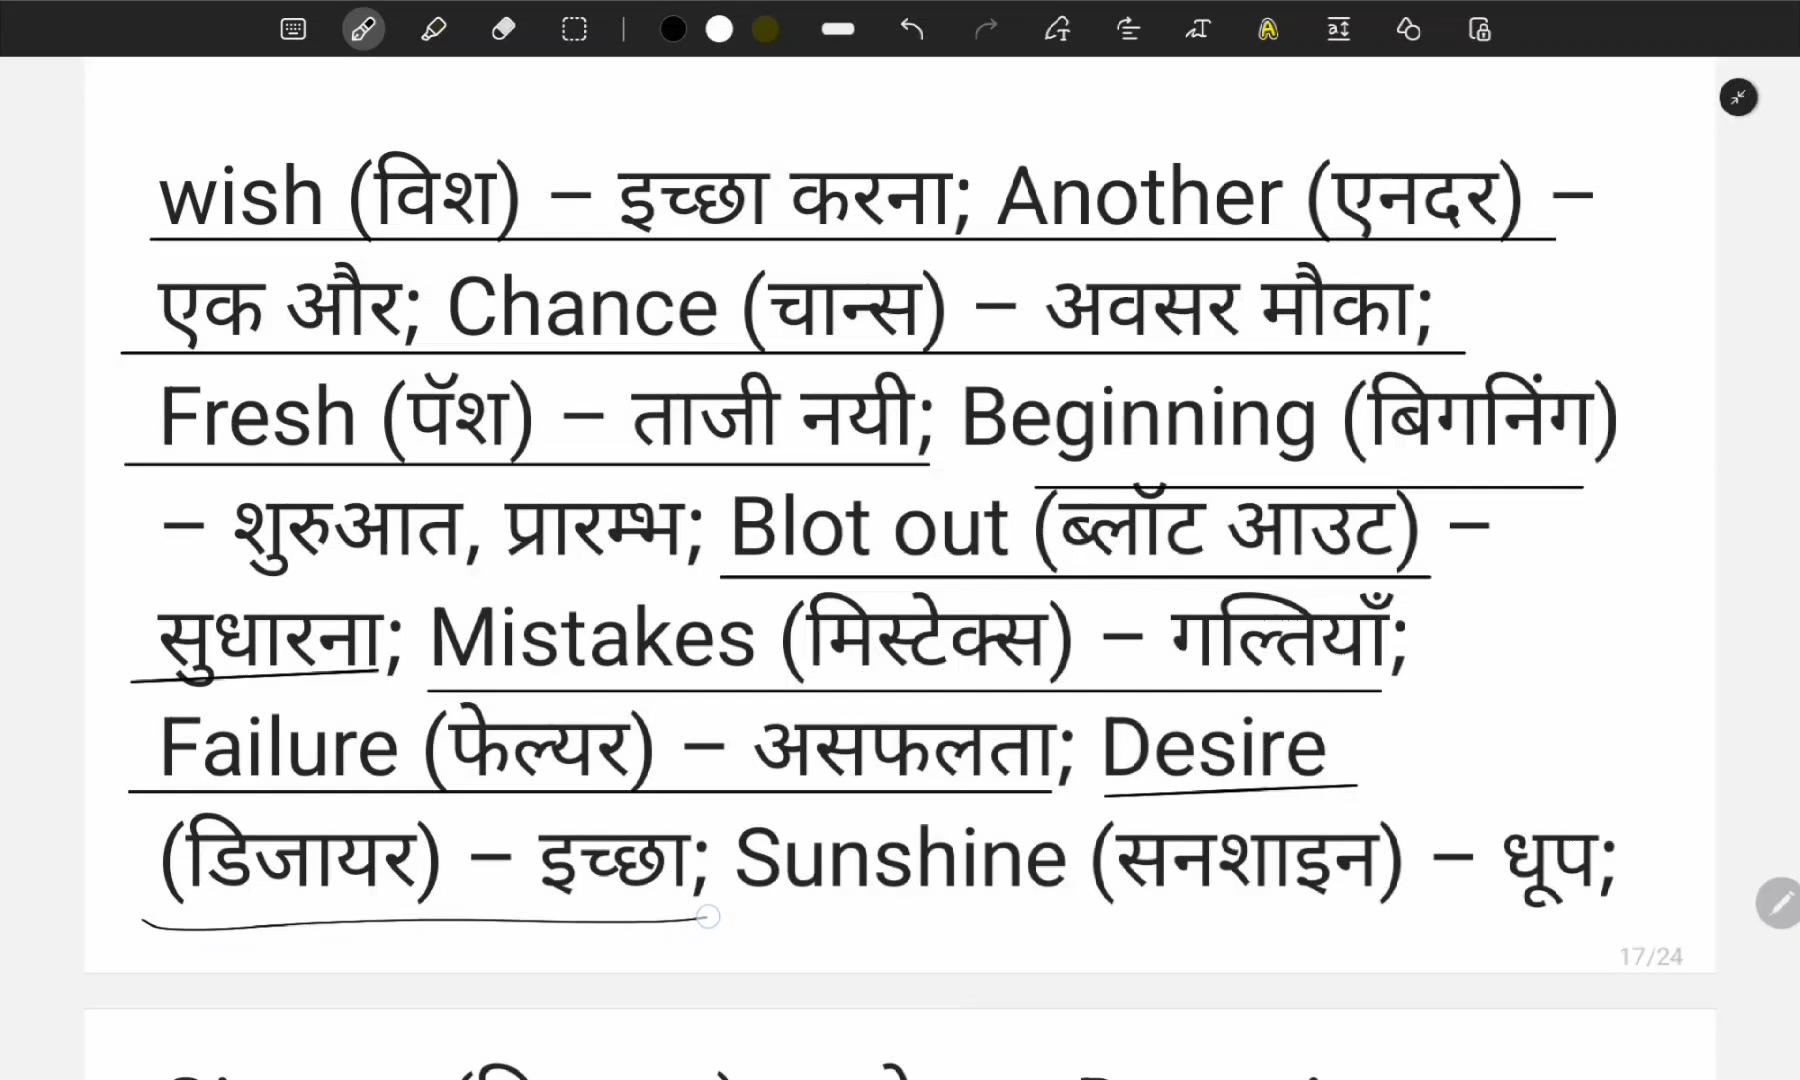 wish (विश) – इच्छा करना; Another (एनदर) –
एक और; Chance (चान्स) – अवसर मौका;
Fresh (पॅश) – ताजी नयी; Beginning (बिगनिंग)
– शुरुआत, प्रारम्भ; Blot out (ब्लॉट आउट) –
सुधारना; Mistakes (मिस्टेक्स) – गल्तियाँ;
Failure (फेल्यर) – असफलता; Desire
(डिजायर) – इच्छा; Sunshine (सनशाइन) – धूप;
17/24